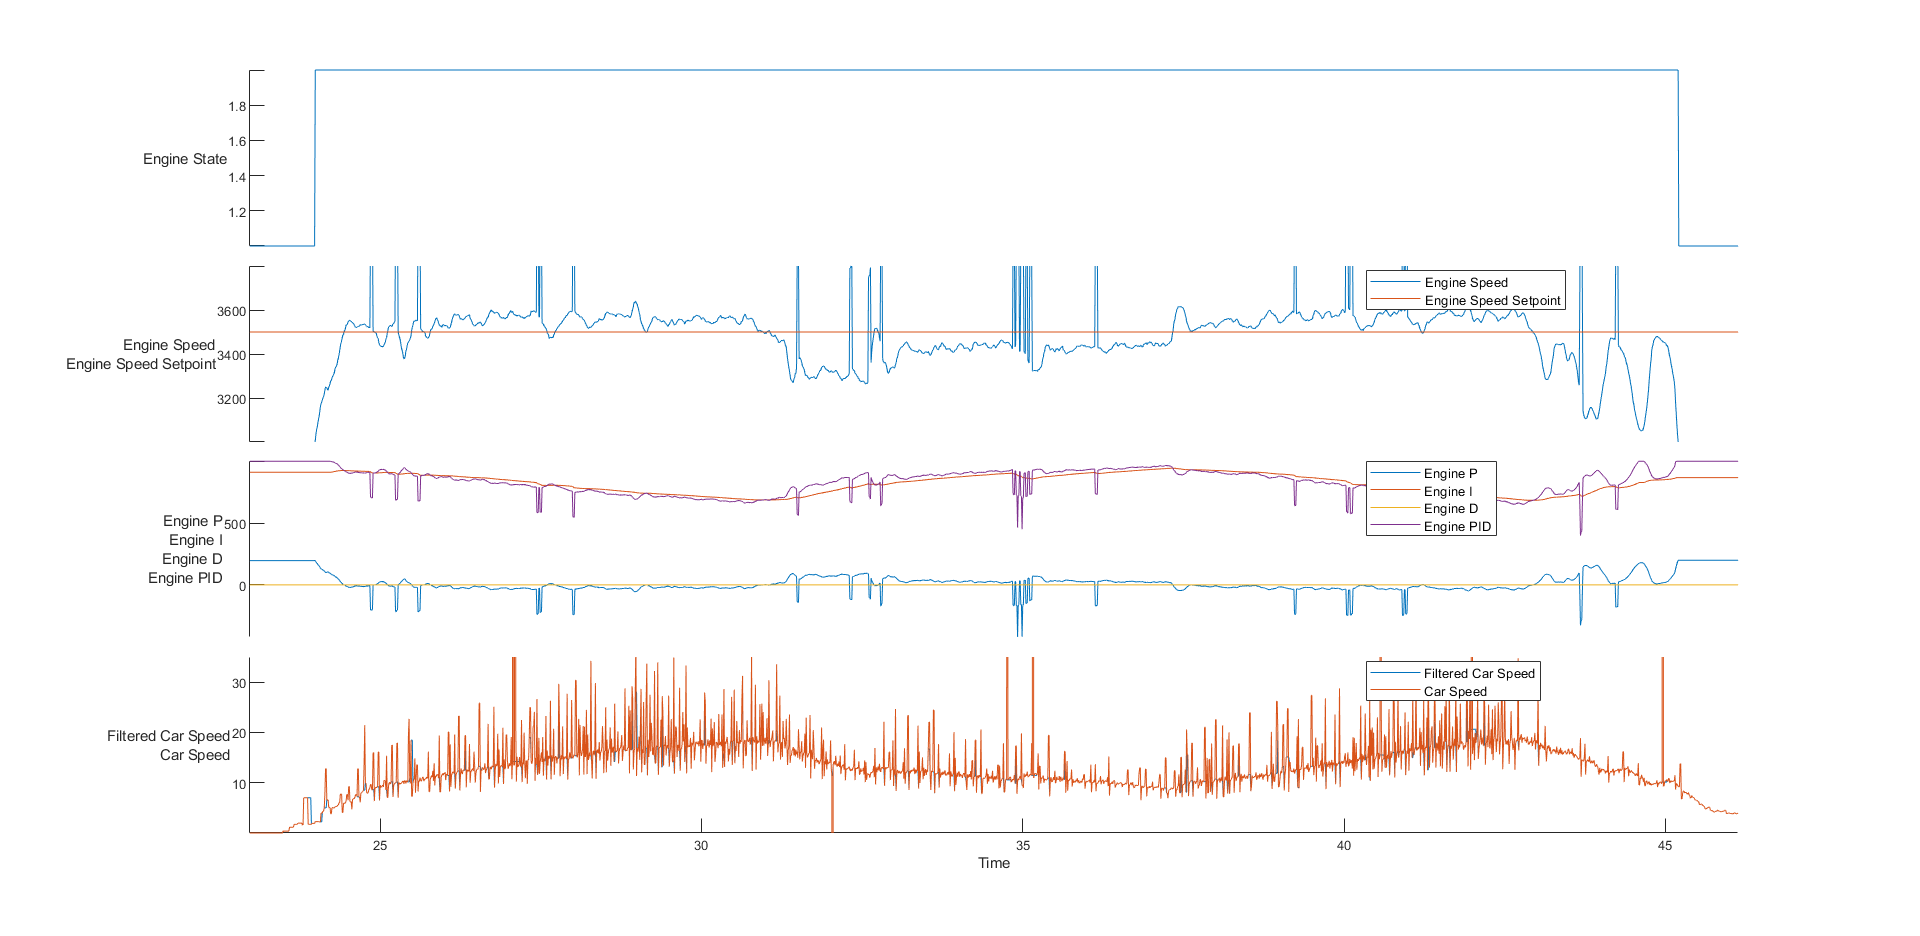 1.8
1.6
Engine State
1.4
1.2
Engine Speed
Engine Speed Setpoint
3600
Engine Speed
Engine Speed Setpoint
3400
3200
Engine P
Engine I
Engine D
Engine PID
Engine P
Engine I
Engine D
Engine PID
500
0
Filtered Car Speed
Car Speed
30
Filtered Car Speed
Car Speed
20
10
25
30
35
40
45
Time